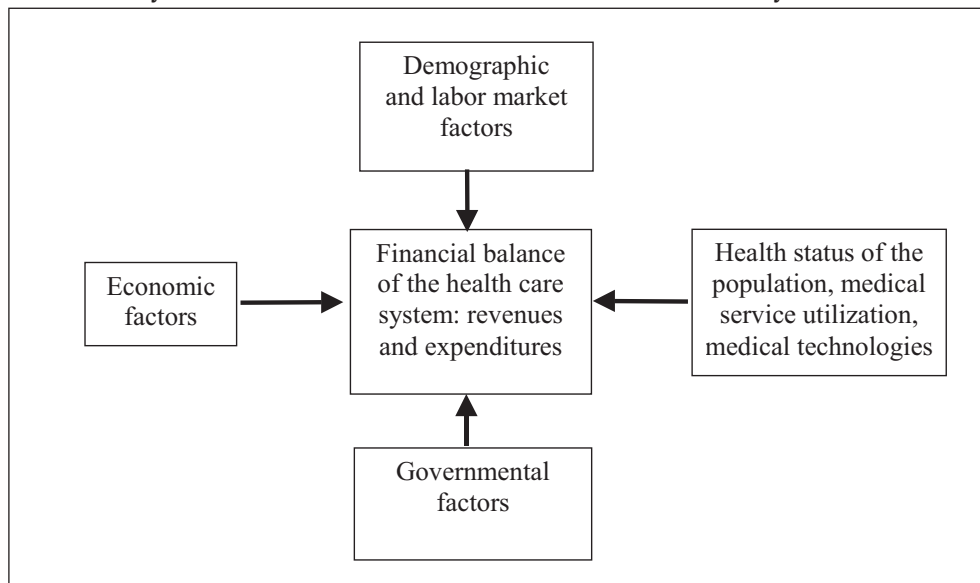 Demographic
and labor market
factors
Financial balance
of the health care
system: revenues
and expenditures
Economic
factors
Health status of the
population, medical
service utilization,
medical technologies
Governmental
factors